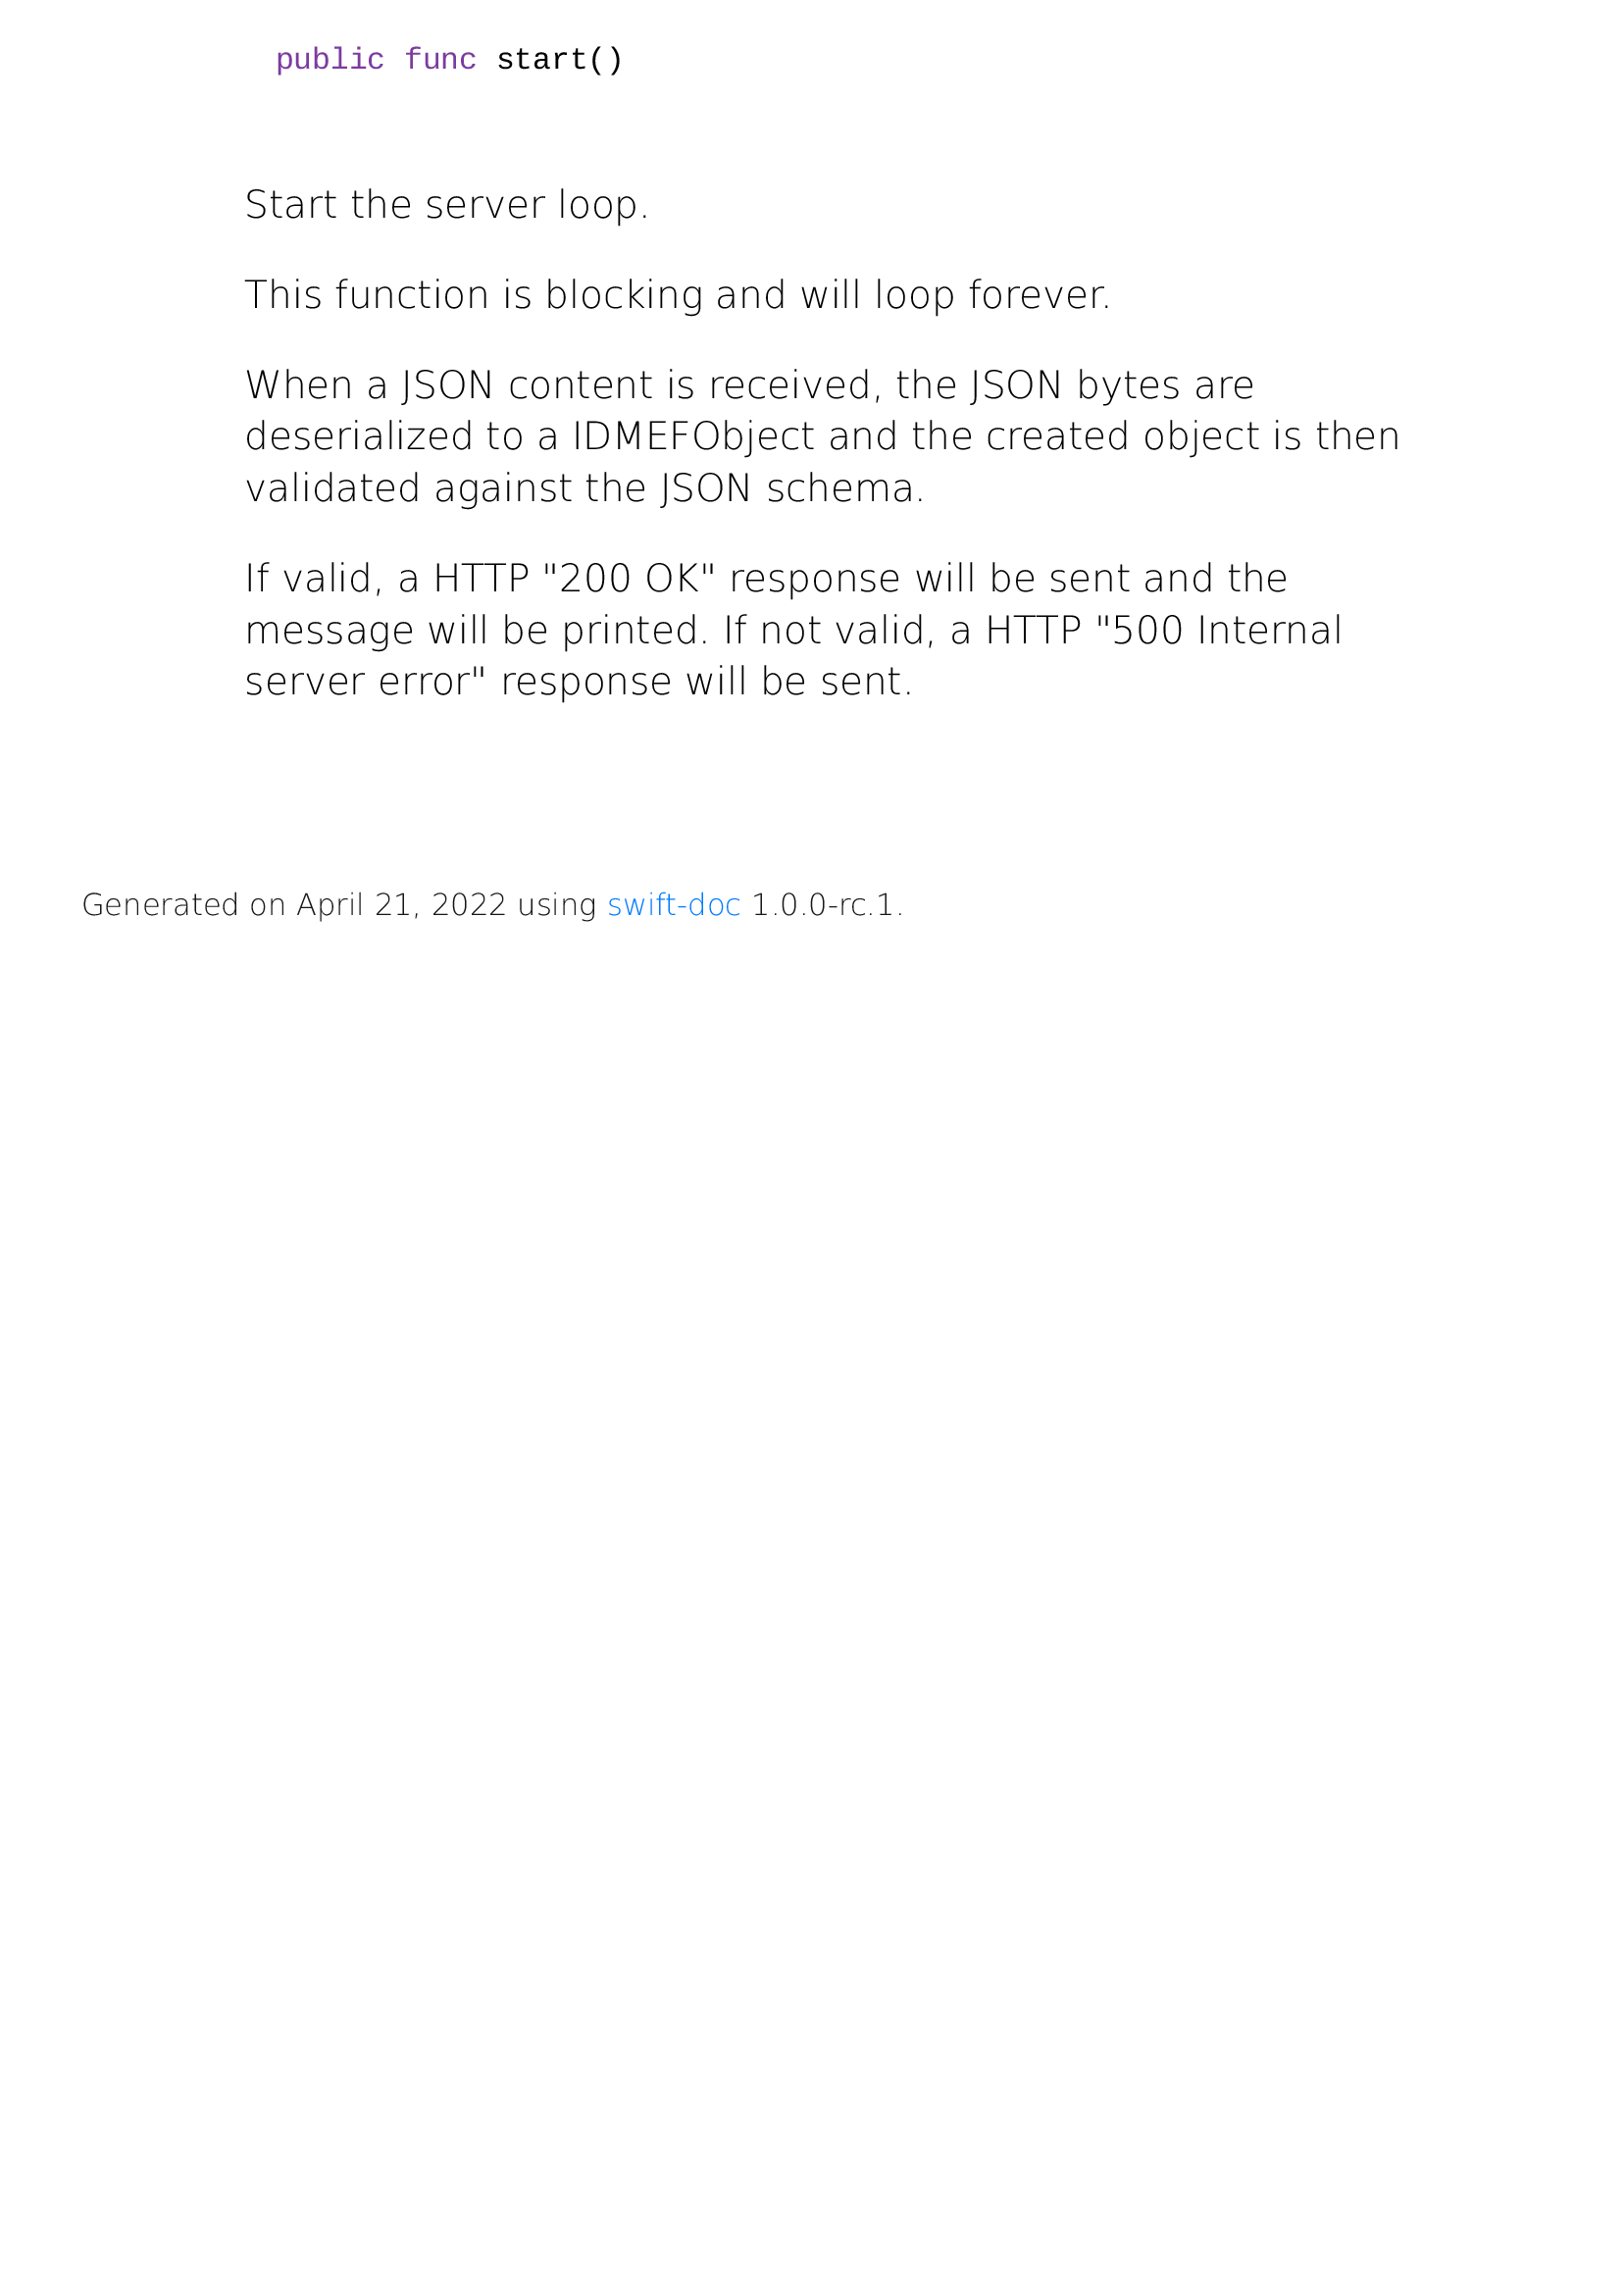 public func start()
Start the server loop.
This function is blocking and will loop forever.
When a JSON content is received, the JSON bytes are
deserialized to a IDMEFObject and the created object is then
validated against the JSON schema.
If valid, a HTTP "200 OK" response will be sent and the
message will be printed. If not valid, a HTTP "500 Internal
server error" response will be sent.
Generated on April 21, 2022 using swift-doc 1.0.0-rc.1.